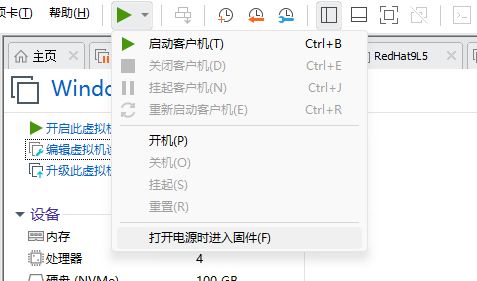 项卡(T) 帮助(H)
主页
RedHat9L5
Windo
开启此虚拟机
编辑虚拟机设
升级此虚拟机
设备
内存
处理器 4
硬盘 (NVMe) 100 GB
启动客户机(T) Ctrl+B
关闭客户机(D) Ctrl+E
挂起客户机(N) Ctrl+J
重新启动客户机(E) Ctrl+R
开机(P)
关机(O)
挂起(S)
重置(R)
打开电源时进入固件(F)